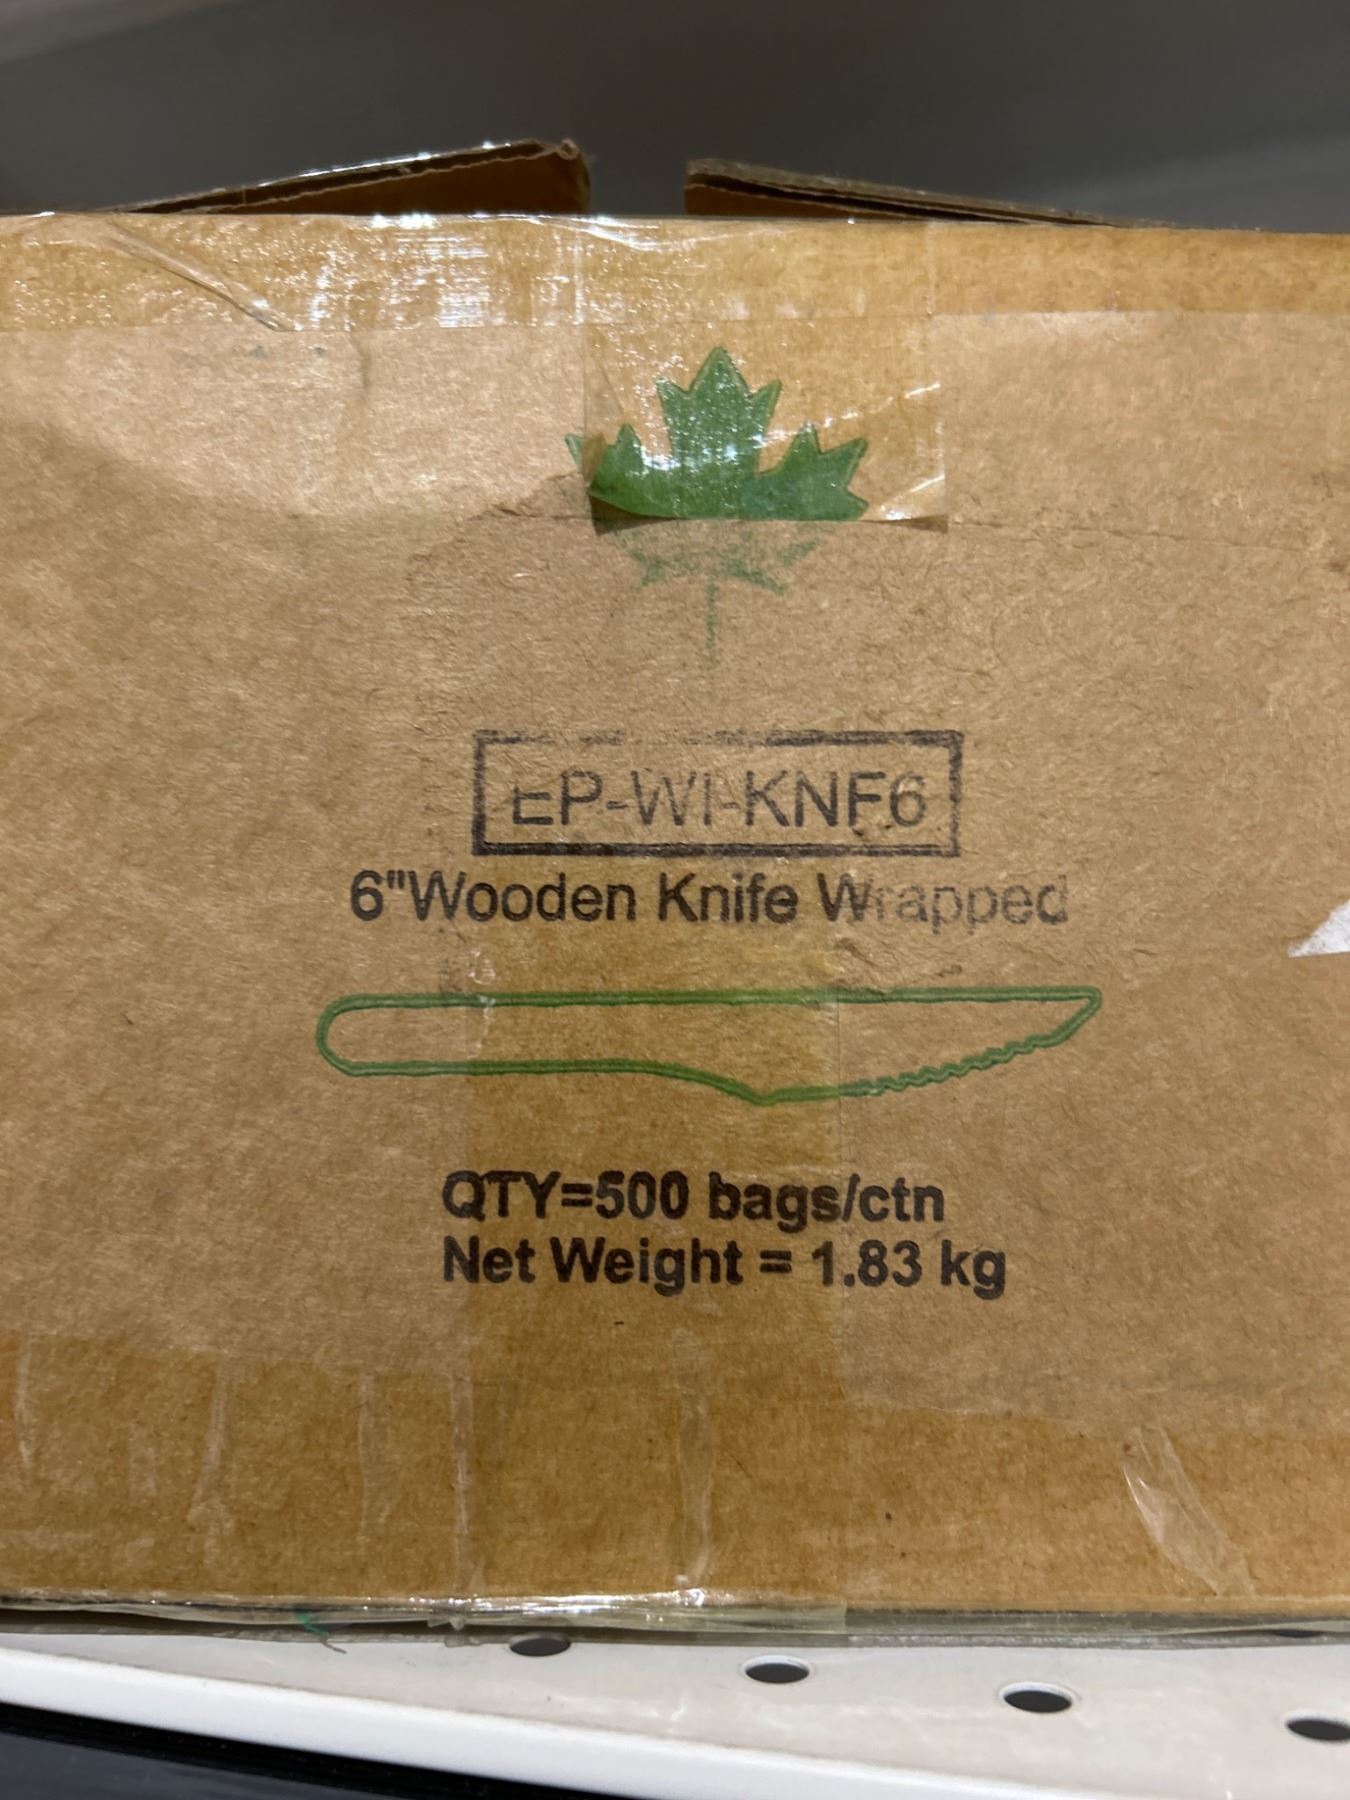 EP-WI-KNF6
6"Wooden Knife Wrapped
QTY=500 bags/ctn
Net Weight = 1.83 kg